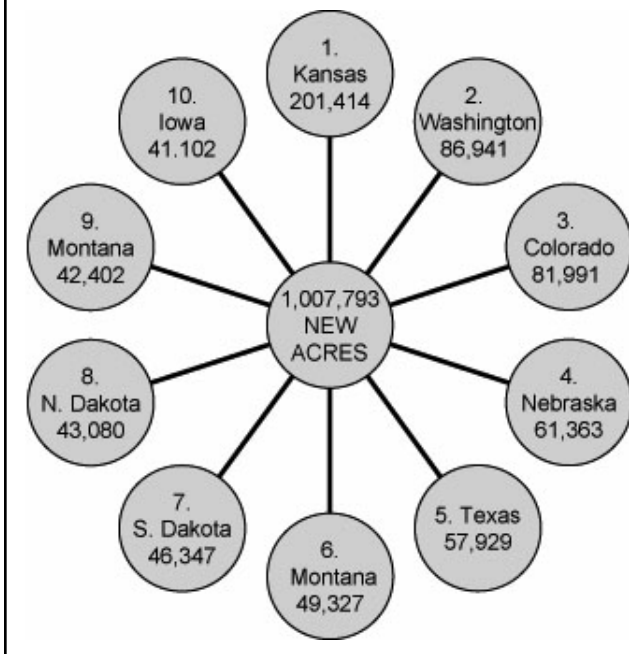 1.
Kansas
201,414
2.
Washington
86,941
3.
Colorado
81,991
4.
Nebraska
61,363
5. Texas
57,929
6.
Montana
49,327
7.
S. Dakota
46,347
8.
N. Dakota
43,080
9.
Montana
42,402
10.
Iowa
41.102
1,007,793
NEW
ACRES